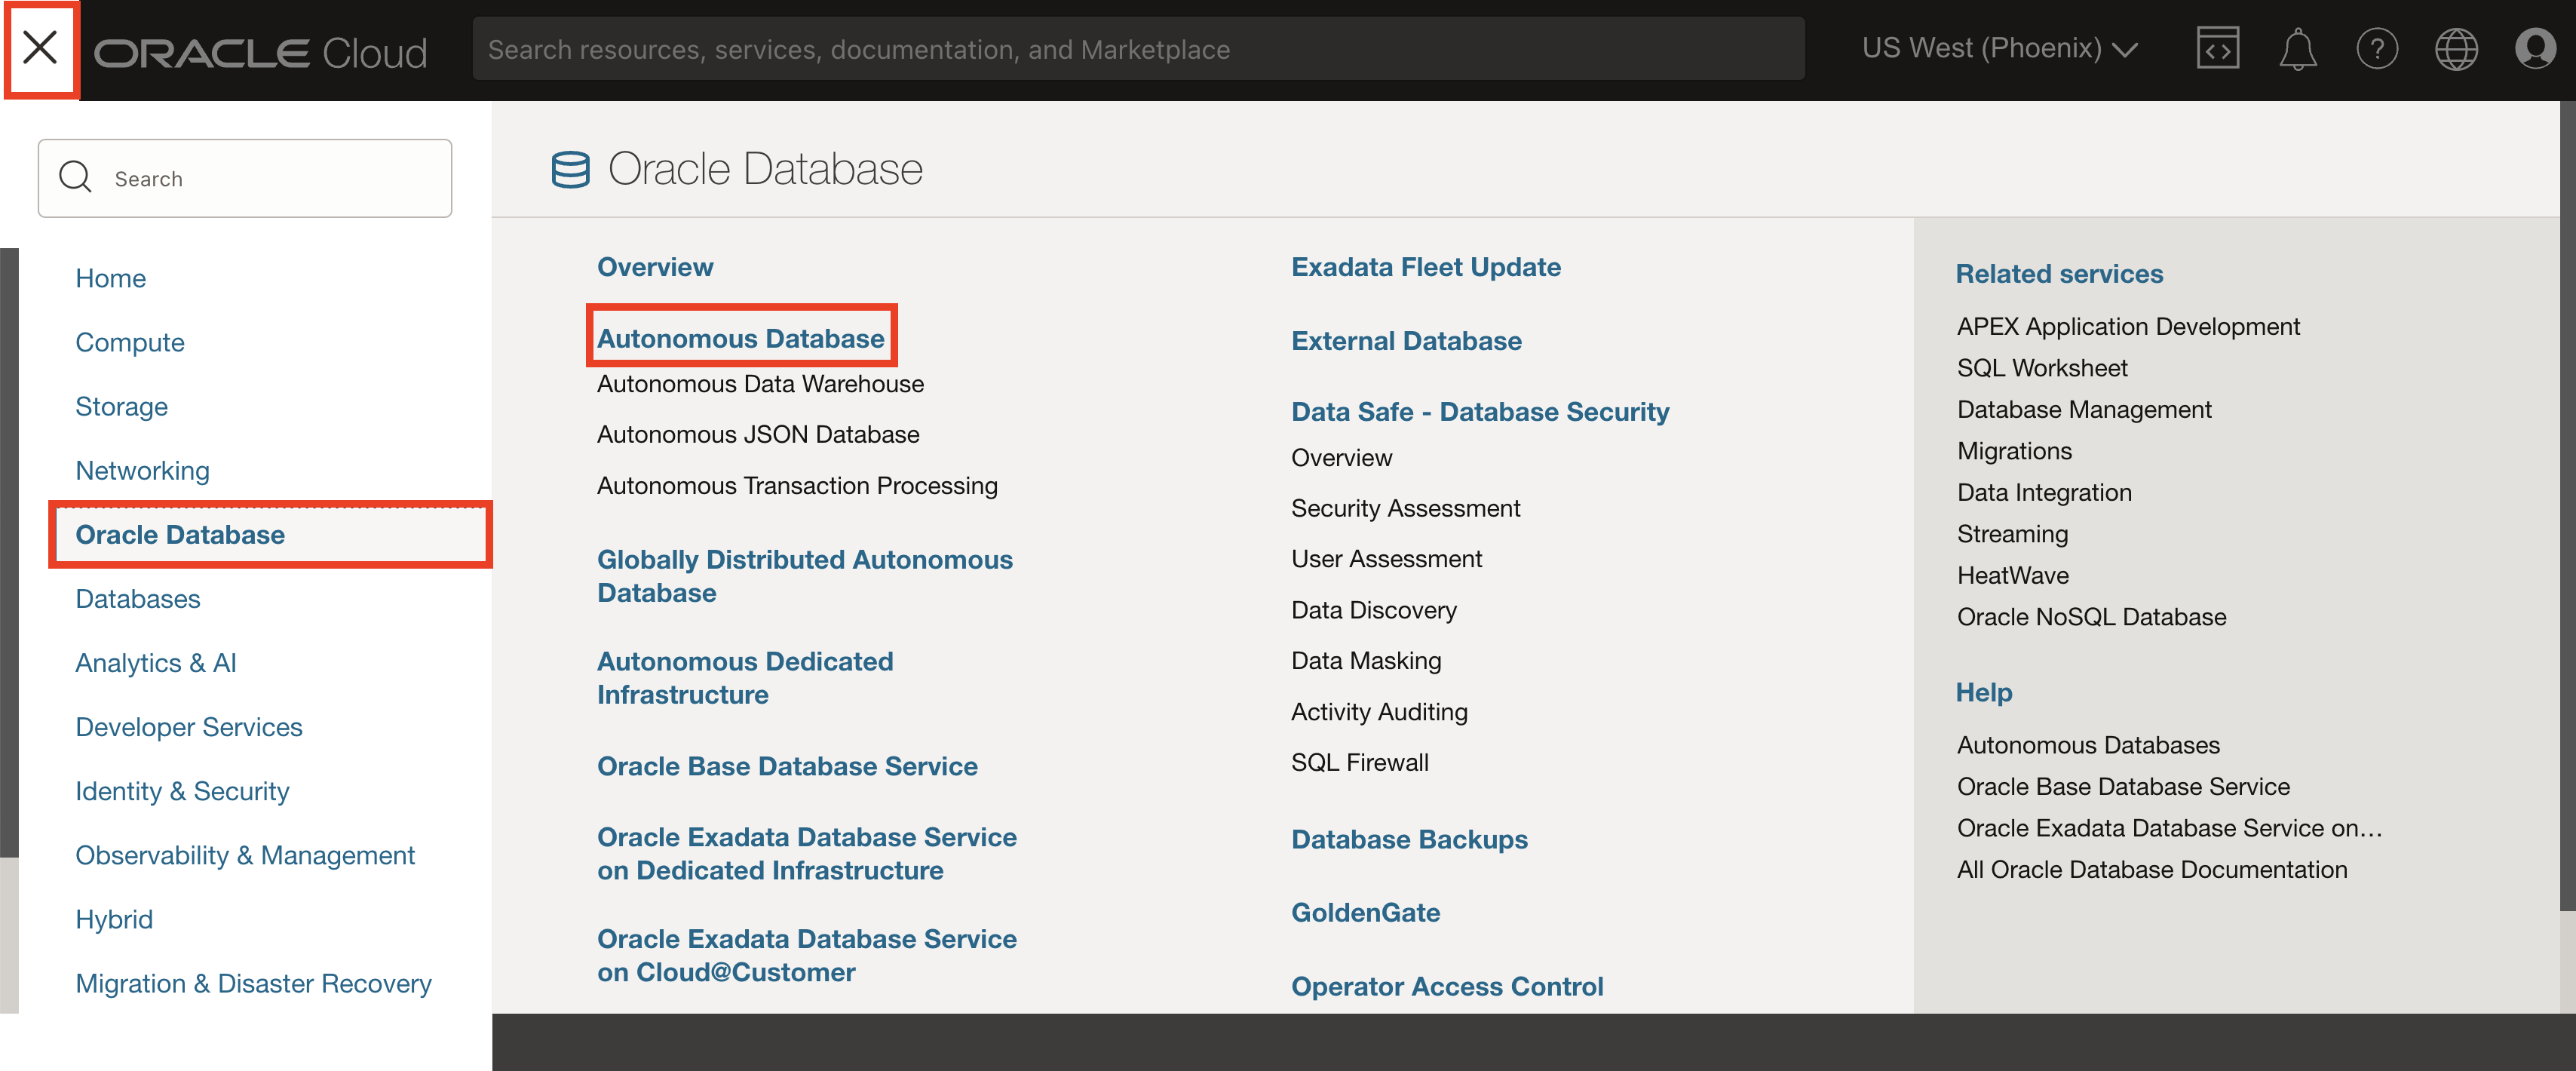 ORACLE Cloud
Search resources, services, documentation, and Marketplace
US West (Phoenix)
Search
Home
Compute
Storage
Networking
Oracle Database
Databases
Analytics & AI
Developer Services
Identity & Security
Observability & Management
Hybrid
Migration & Disaster Recovery
Oracle Database
Overview
Autonomous Database
Autonomous Data Warehouse
Autonomous JSON Database
Autonomous Transaction Processing
Globally Distributed Autonomous
Database
Autonomous Dedicated
Infrastructure
Oracle Base Database Service
Oracle Exadata Database Service
on Dedicated Infrastructure
Oracle Exadata Database Service
on Cloud@Customer
Exadata Fleet Update
External Database
Data Safe - Database Security
Overview
Security Assessment
User Assessment
Data Discovery
Data Masking
Activity Auditing
SQL Firewall
Database Backups
GoldenGate
Operator Access Control
Related services
APEX Application Development
SQL Worksheet
Database Management
Migrations
Data Integration
Streaming
HeatWave
Oracle NoSQL Database
Help
Autonomous Databases
Oracle Base Database Service
Oracle Exadata Database Service on…
All Oracle Database Documentation